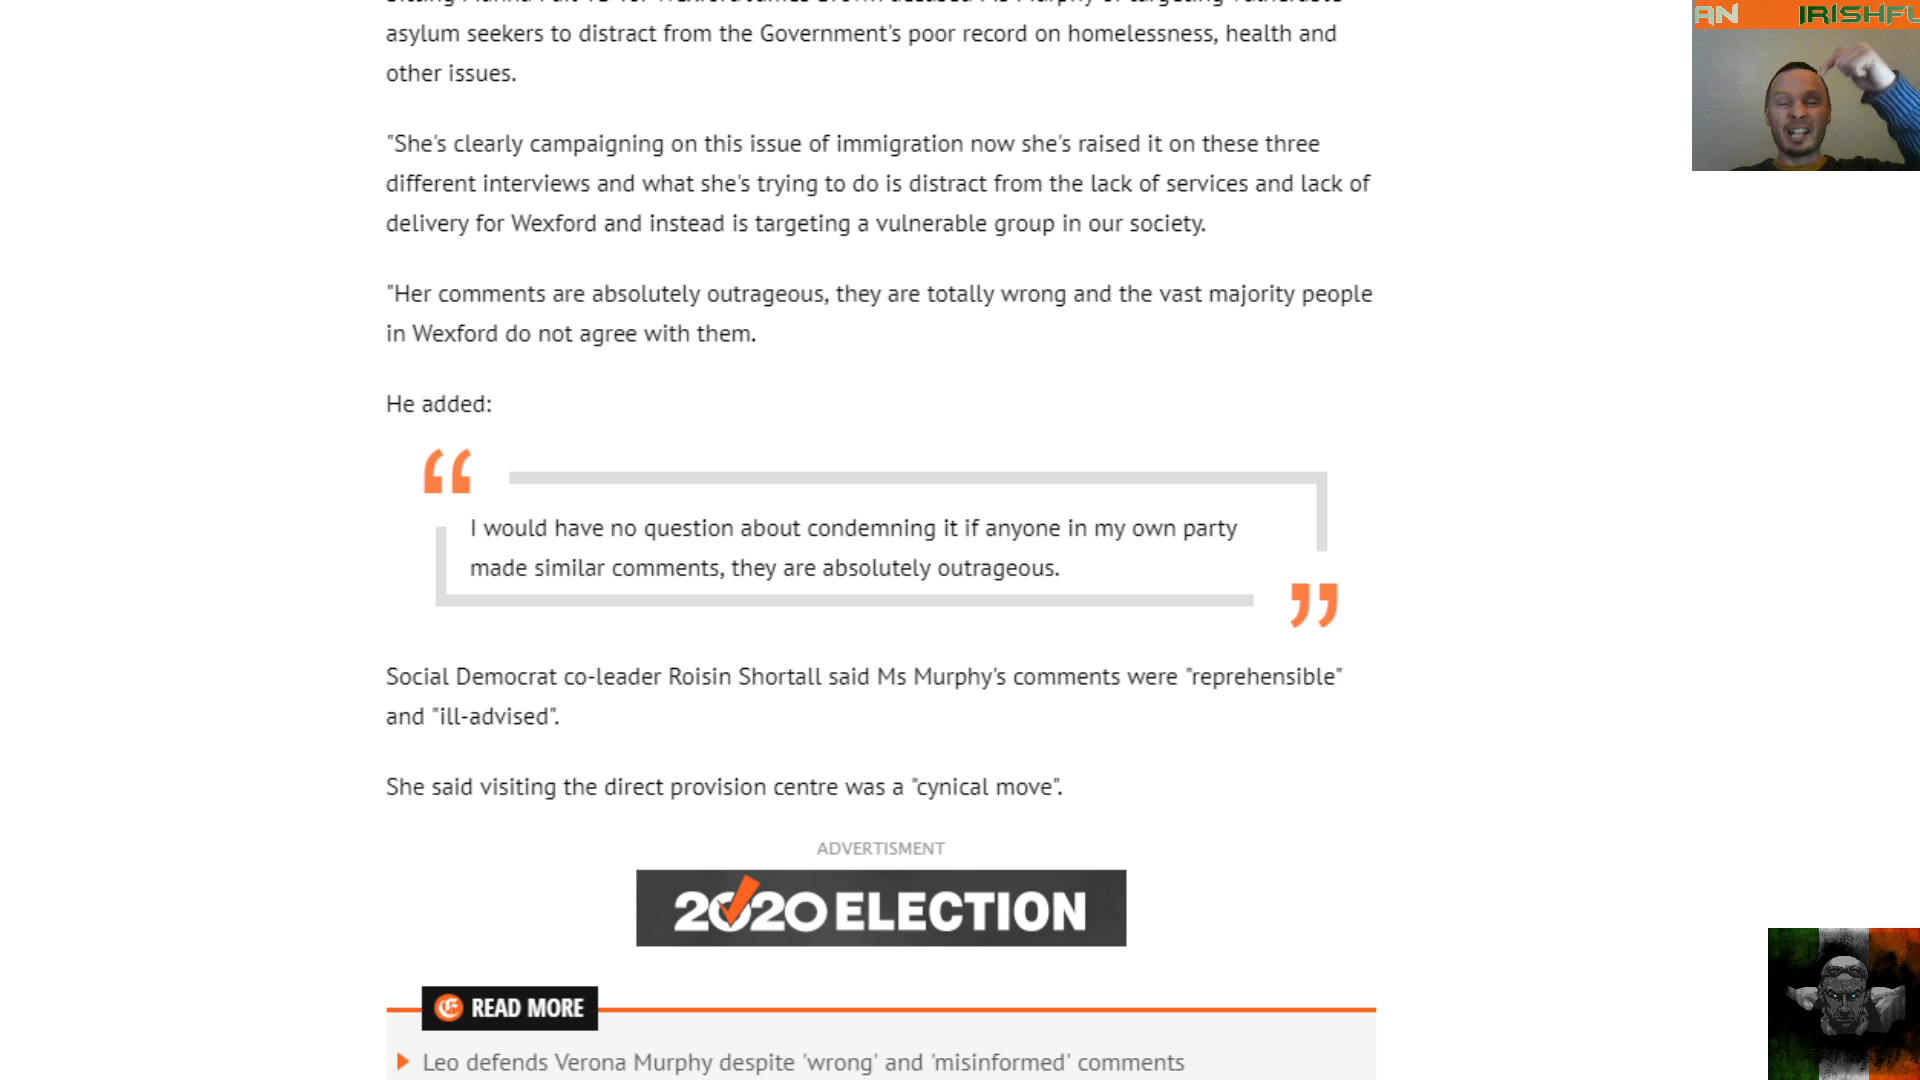 AN IRISHFL
asylum seekers to distract from the Government's poor record on homelessness, health and
other issues.
"She's clearly campaigning on this issue of immigration now she's raised it on these three
different interviews and what she's trying to do is distract from the lack of services and lack of
delivery for Wexford and instead is targeting a vulnerable group in our society.
"Her comments are absolutely outrageous, they are totally wrong and the vast majority people
in Wexford do not agree with them.
He added:
“
I would have no question about condemning it if anyone in my own party
made similar comments, they are absolutely outrageous.
”
Social Democrat co-leader Roisin Shortall said Ms Murphy's comments were "reprehensible"
and "ill-advised".
She said visiting the direct provision centre was a "cynical move".
ADVERTISMENT
2020 ELECTION
READ MORE
Leo defends Verona Murphy despite 'wrong' and 'misinformed' comments